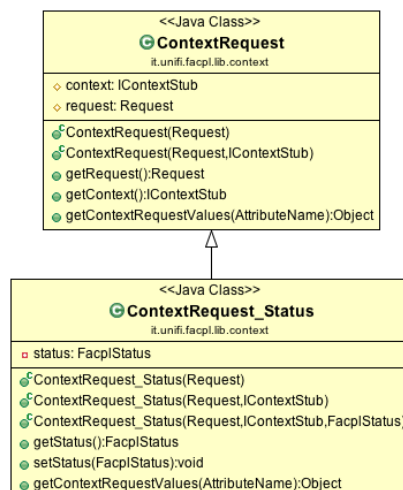 <<Java Class>>
ContextRequest
it.unifi.facpl.lib.context
context: IContextStub
request: Request
ContextRequest(Request)
ContextRequest(Request,IContextStub)
getRequest():Request
getContext():IContextStub
getContextRequestValues(AttributeName):Object
<<Java Class>>
ContextRequest_Status
it.unifi.facpl.lib.context
status: FacplStatus
ContextRequest_Status(Request)
ContextRequest_Status(Request,IContextStub)
ContextRequest_Status(Request,IContextStub,FacplStatus)
getStatus():FacplStatus
setStatus(FacplStatus):void
getContextRequestValues(AttributeName):Object